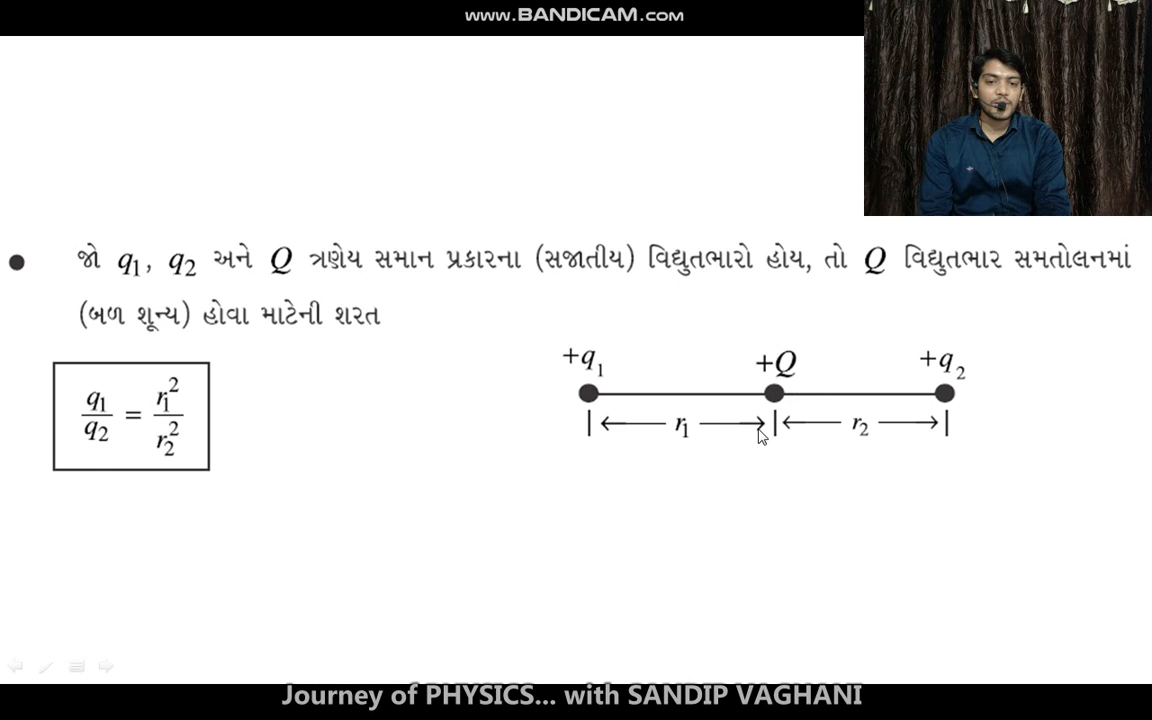 www.BANDICAM.com
● જો q₁, q₂ અને Q ત્રણેય સમાન પ્રકારના (સજાતીય) વિદ્યુતભારો હોય, તો Q વિદ્યુતભાર સમતોલનમાં
(બળ શૂન્ય) હોવા માટેની શરત
q₁/q₂ = r₁²/r₂²
+q₁ +Q +q₂
r₁ r₂
Journey of PHYSICS... with SANDIP VAGHANI